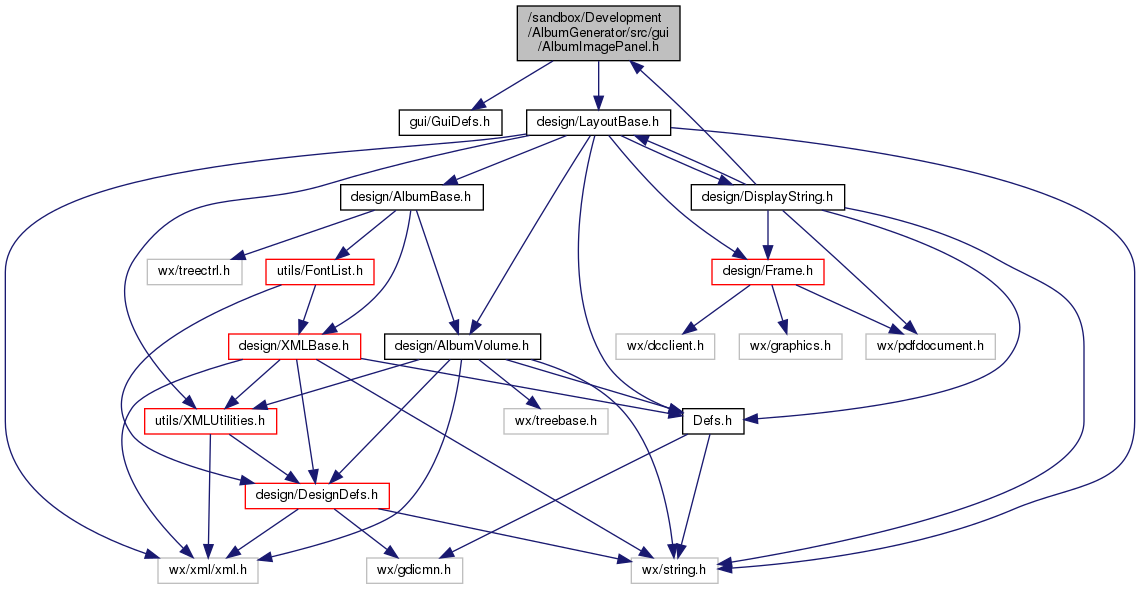 /sandbox/Development
/AlbumGenerator/src/gui
/AlbumImagePanel.h
gui/GuiDefs.h
design/LayoutBase.h
design/AlbumBase.h
design/DisplayString.h
wx/treectrl.h
utils/FontList.h
design/Frame.h
design/XMLBase.h
design/AlbumVolume.h
wx/dcclient.h
wx/graphics.h
wx/pdfdocument.h
utils/XMLUtilities.h
wx/treebase.h
Defs.h
design/DesignDefs.h
wx/xml/xml.h
wx/gdicmn.h
wx/string.h